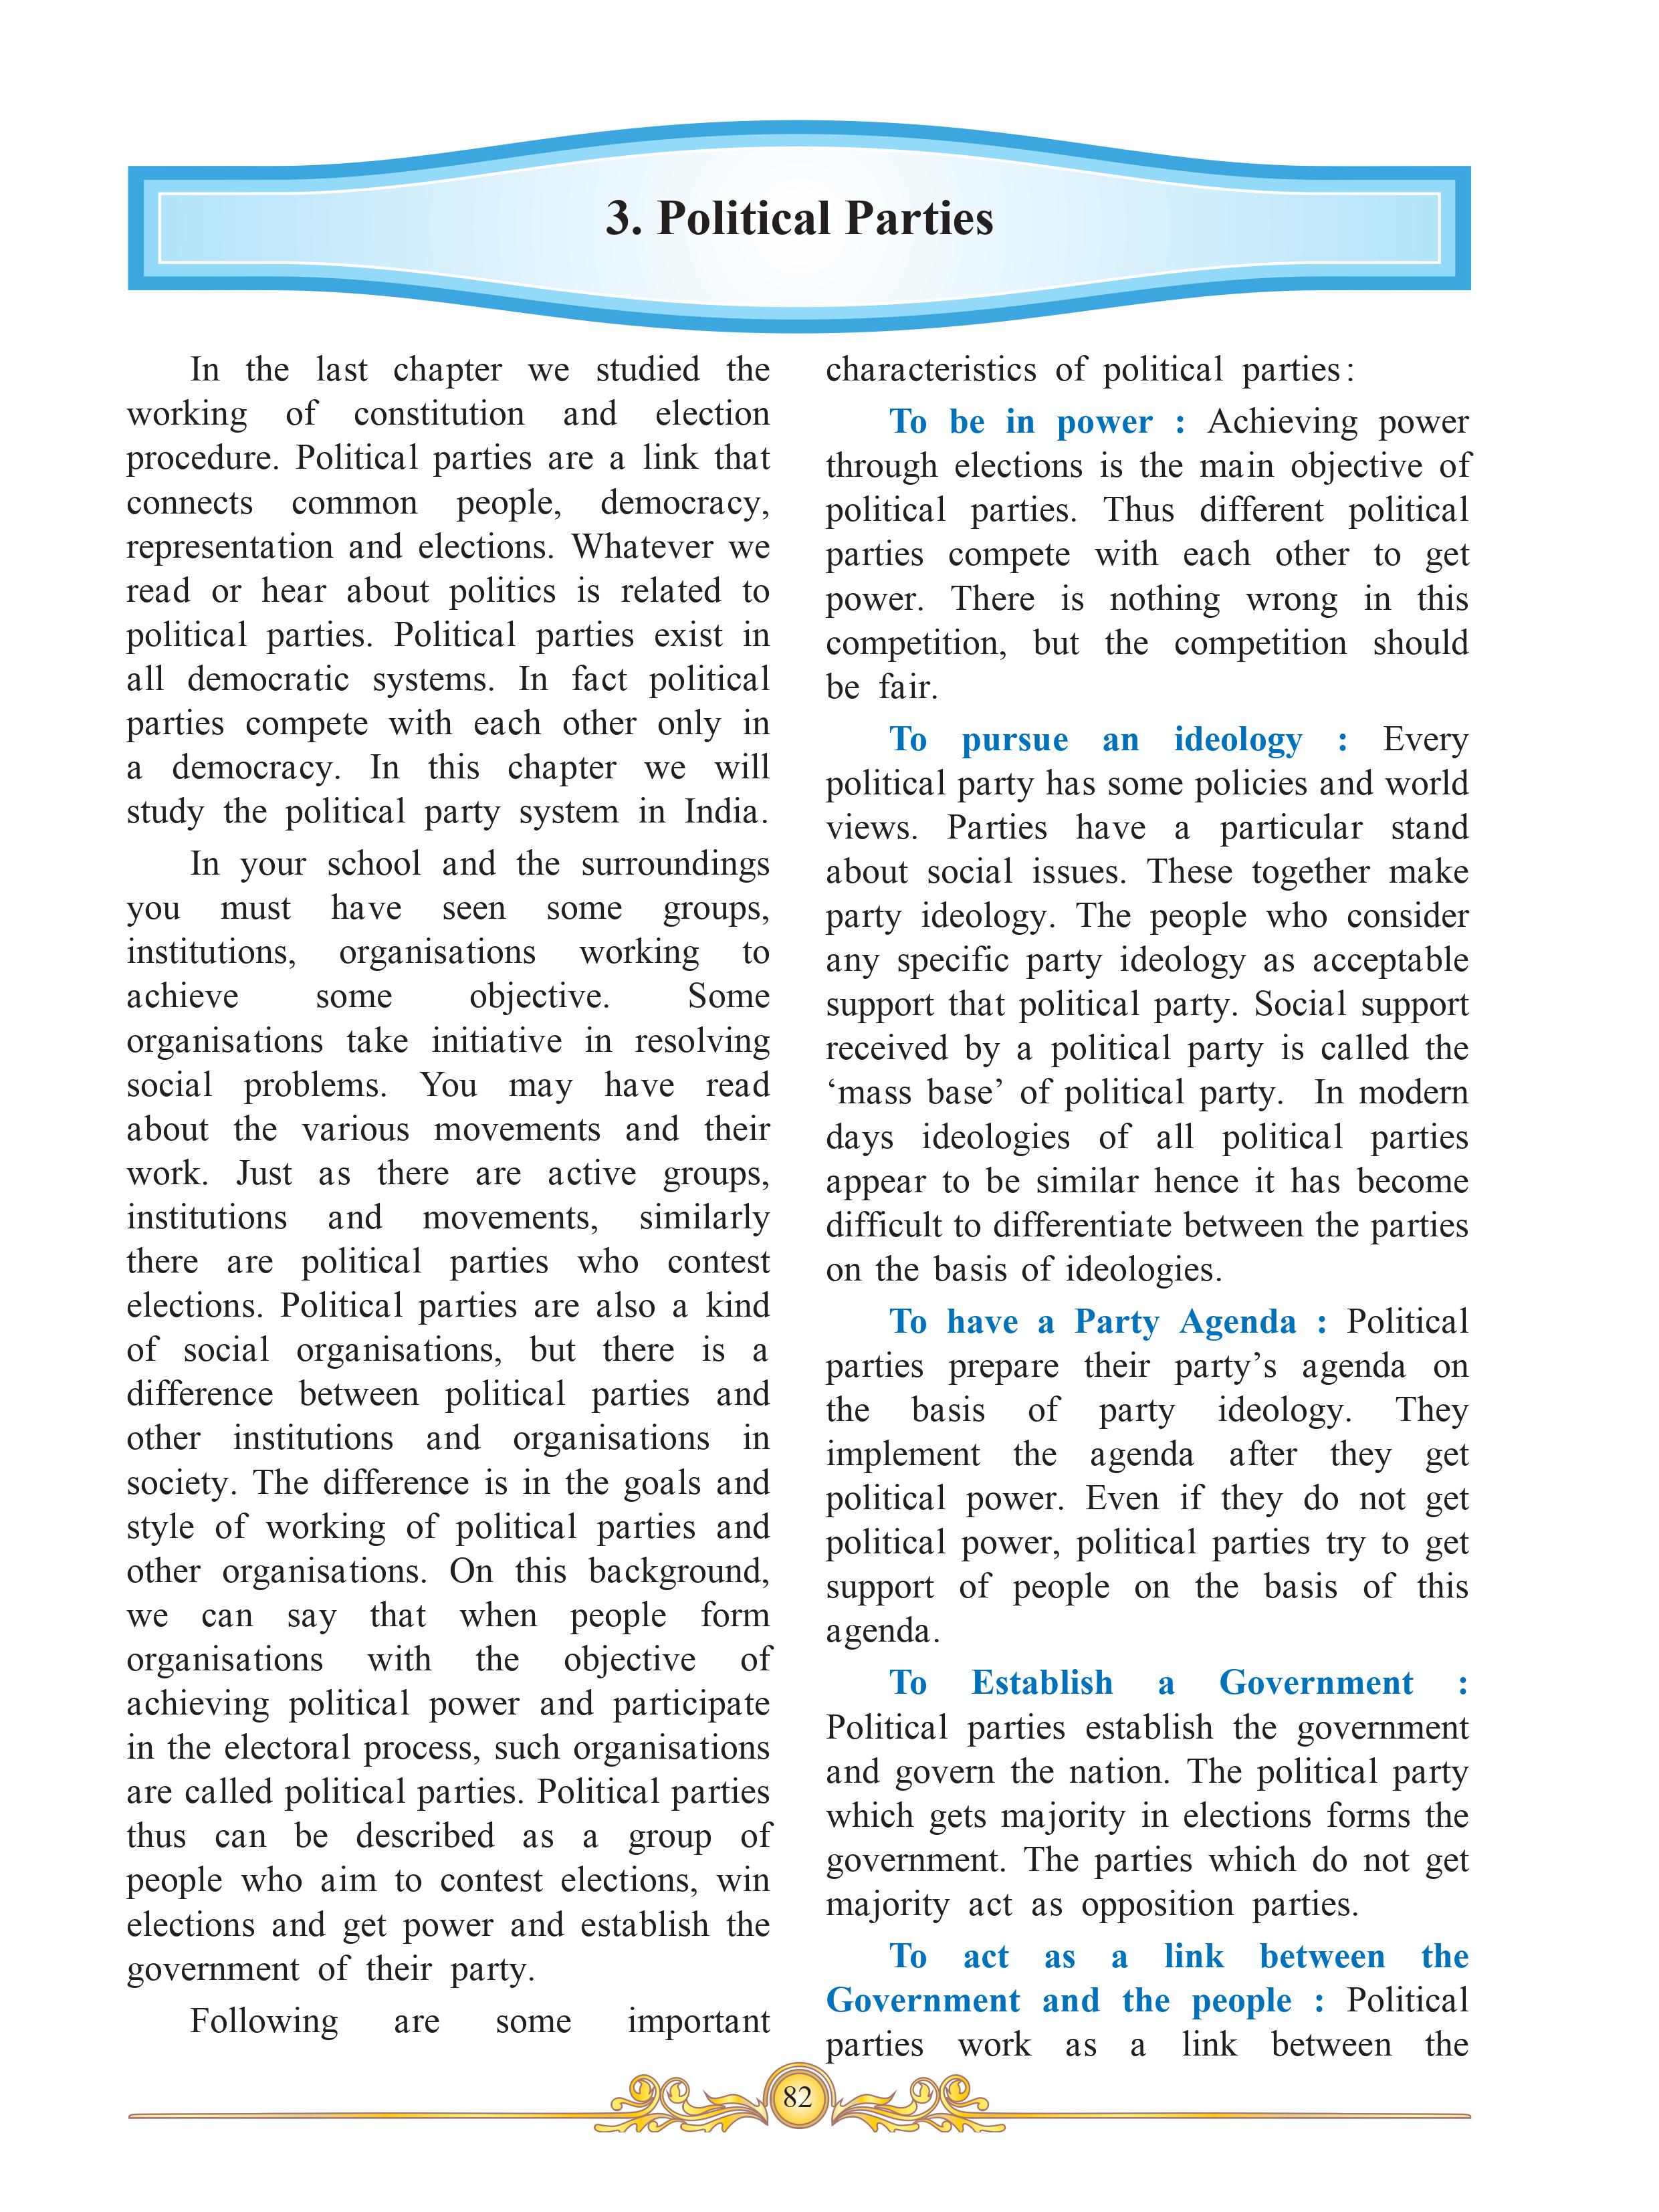 3. Political Parties
In the last chapter we studied the
working of constitution and election
procedure. Political parties are a link that
connects common people, democracy,
representation and elections. Whatever we
read or hear about politics is related to
political parties. Political parties exist in
all democratic systems. In fact political
parties compete with each other only in
a democracy. In this chapter we will
study the political party system in India.
In your school and the surroundings
you must have seen some groups,
institutions, organisations working to
achieve some objective. Some
organisations take initiative in resolving
social problems. You may have read
about the various movements and their
work. Just as there are active groups,
institutions and movements, similarly
there are political parties who contest
elections. Political parties are also a kind
of social organisations, but there is a
difference between political parties and
other institutions and organisations in
society. The difference is in the goals and
style of working of political parties and
other organisations. On this background,
we can say that when people form
organisations with the objective of
achieving political power and participate
in the electoral process, such organisations
are called political parties. Political parties
thus can be described as a group of
people who aim to contest elections, win
elections and get power and establish the
government of their party.
Following are some important
characteristics of political parties:
To be in power : Achieving power
through elections is the main objective of
political parties. Thus different political
parties compete with each other to get
power. There is nothing wrong in this
competition, but the competition should
be fair.
To pursue an ideology : Every
political party has some policies and world
views. Parties have a particular stand
about social issues. These together make
party ideology. The people who consider
any specific party ideology as acceptable
support that political party. Social support
received by a political party is called the
‘mass base’ of political party. In modern
days ideologies of all political parties
appear to be similar hence it has become
difficult to differentiate between the parties
on the basis of ideologies.
To have a Party Agenda : Political
parties prepare their party’s agenda on
the basis of party ideology. They
implement the agenda after they get
political power. Even if they do not get
political power, political parties try to get
support of people on the basis of this
agenda.
To Establish a Government :
Political parties establish the government
and govern the nation. The political party
which gets majority in elections forms the
government. The parties which do not get
majority act as opposition parties.
To act as a link between the
Government and the people : Political
parties work as a link between the
82